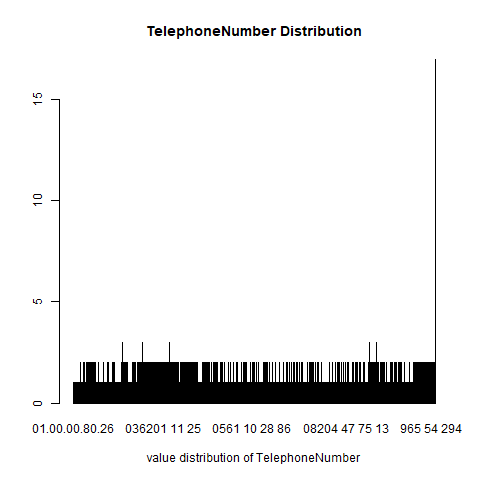 TelephoneNumber Distribution
15
10
5
0
01.00.00.80.26 036201 11 25 0561 10 28 86 08204 47 75 13 965 54 294
value distribution of TelephoneNumber